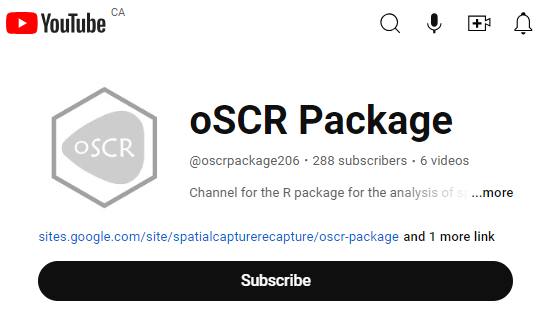 YouTube CA
oSCR
oSCR Package
@oscrpackage206 • 288 subscribers • 6 videos
Channel for the R package for the analysis of ...more
sites.google.com/site/spatialcapturerecapture/oscr-package and 1 more link
Subscribe